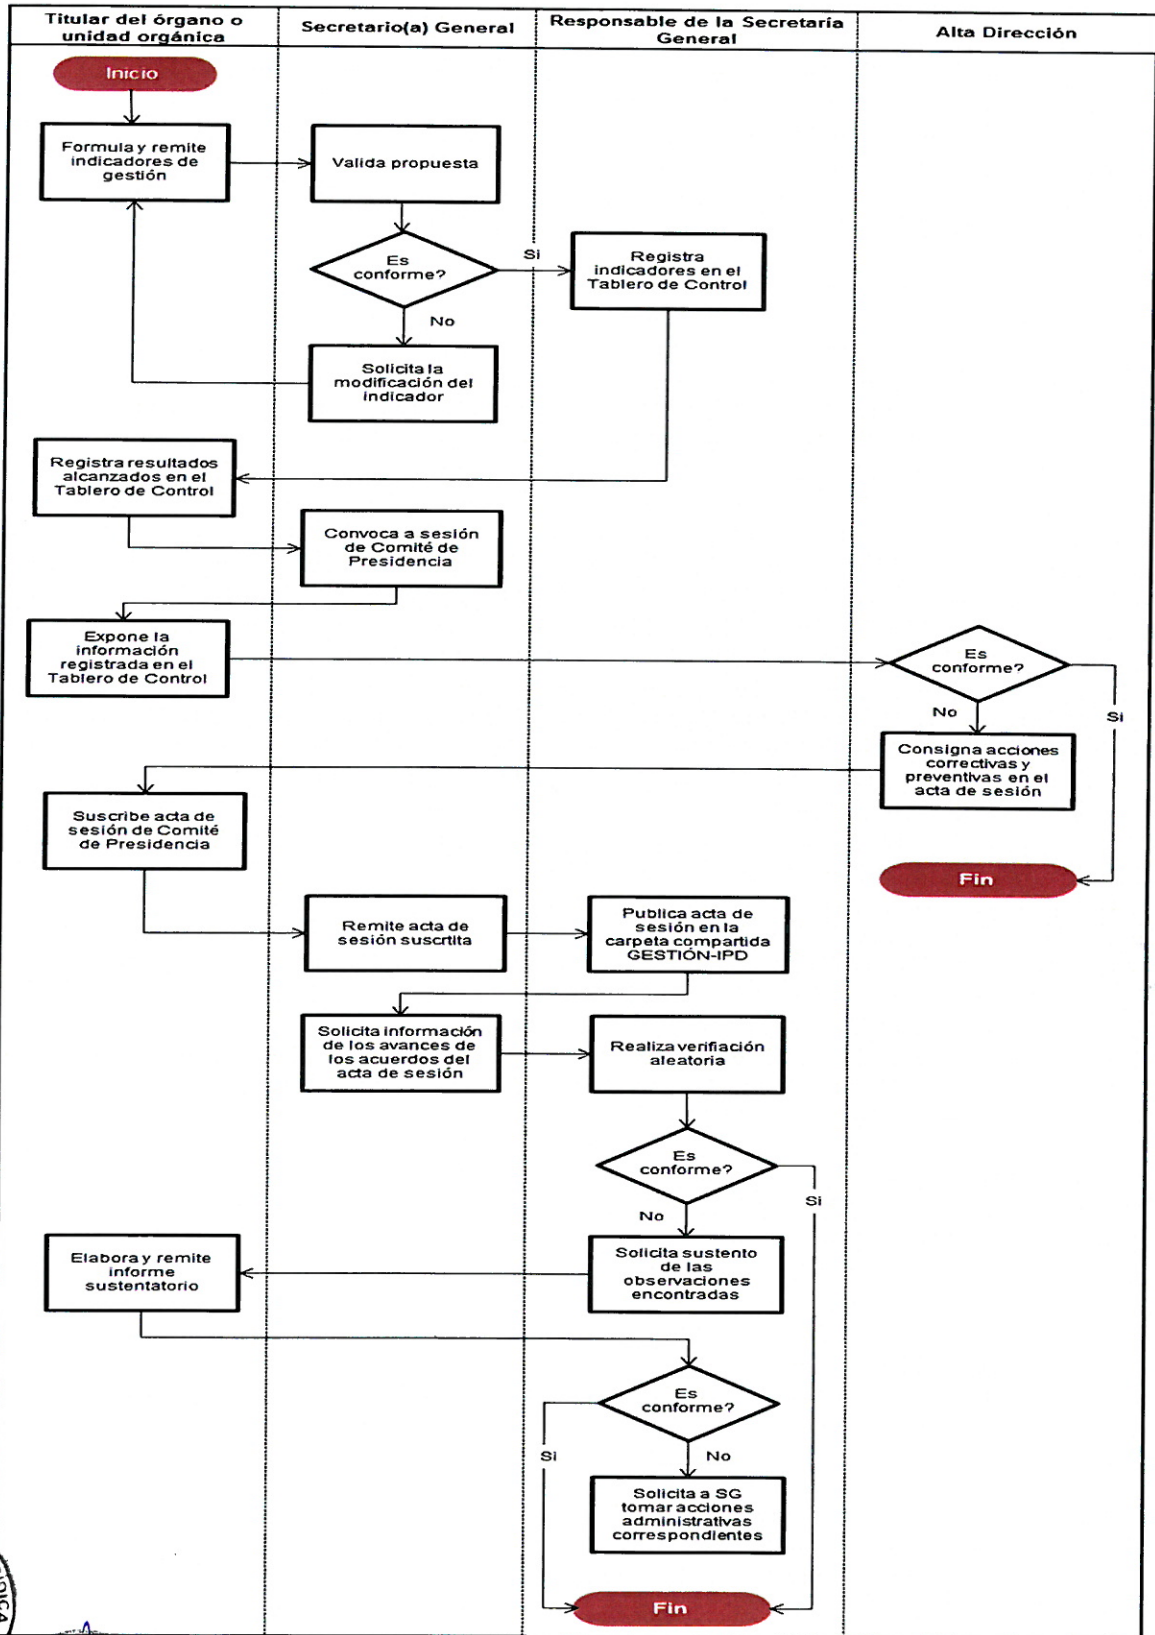 Titular del órgano o
unidad orgánica
Secretario(a) General
Responsable de la Secretaría
General
Alta Dirección
Inicio
Formula y remite
indicadores de
gestión
Valida propuesta
Es
conforme?
Si
Registra
indicadores en el
Tablero de Control
No
Solicita la
modificación del
indicador
Registra resultados
alcanzados en el
Tablero de Control
Convoca a sesión
de Comité de
Presidencia
Expone la
información
registrada en el
Tablero de Control
Es
conforme?
No
Si
Consigna acciones
correctivas y
preventivas en el
acta de sesión
Suscribe acta de
sesión de Comité
de Presidencia
Fin
Remite acta de
sesión suscrtita
Publica acta de
sesión en la
carpeta compartida
GESTIÓN-IPD
Solicita información
de los avances de
los acuerdos del
acta de sesión
Realiza verifiación
aleatoria
Es
conforme?
Si
No
Elabora y remite
informe
sustentatorio
Solicita sustento
de las
observaciones
encontradas
Es
conforme?
Si
No
Solicita a SG
tomar acciones
administrativas
correspondientes
Fin